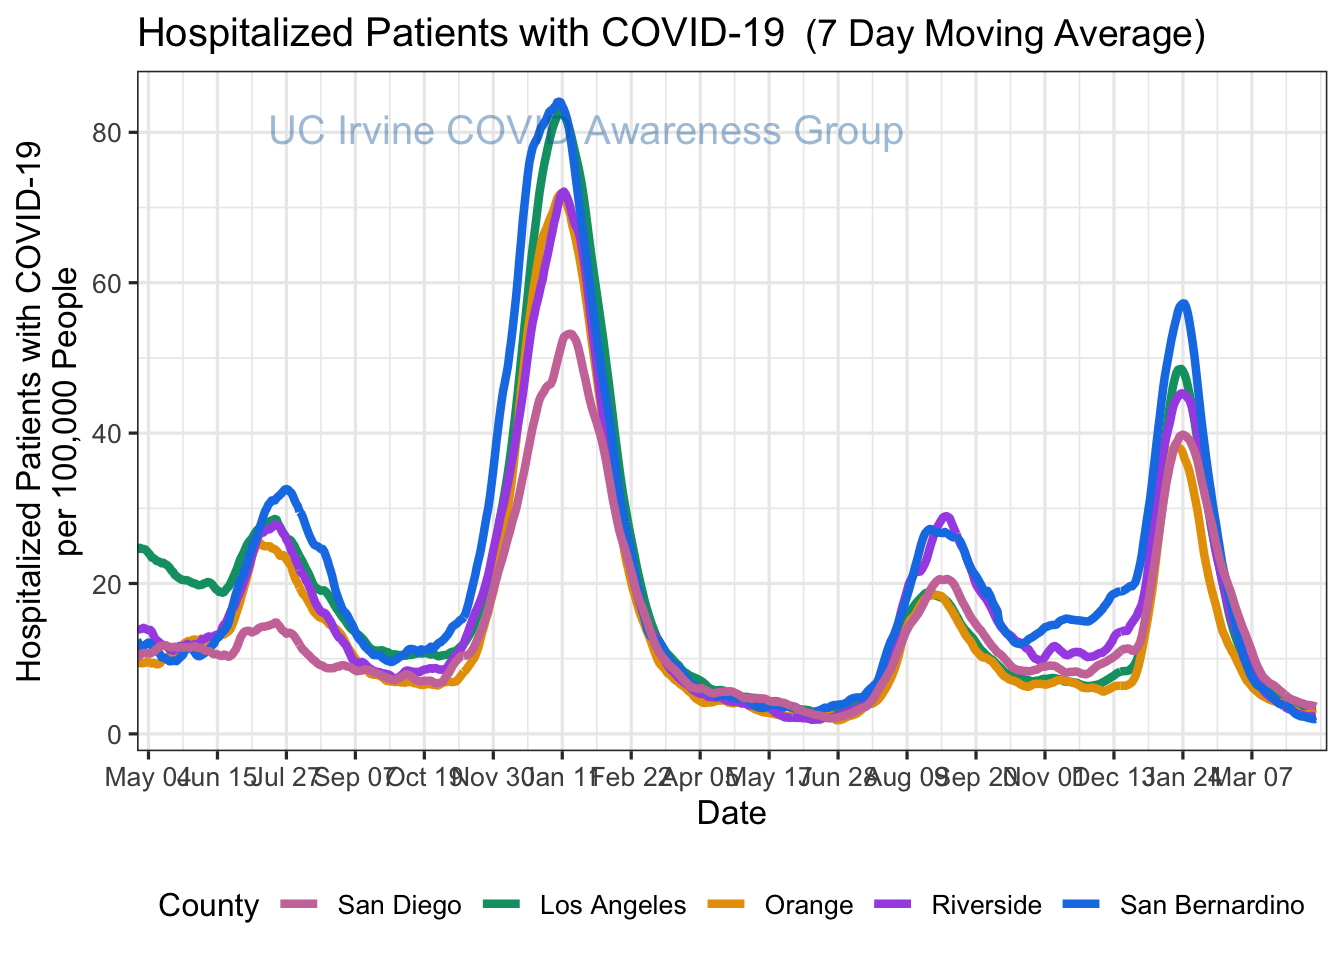 Hospitalized Patients with COVID-19 (7 Day Moving Average)
UC Irvine COVID Awareness Group
Hospitalized Patients with COVID-19
per 100,000 People
80
60
40
20
0
May 04 Jun 15 Jul 27 Sep 07 Oct 19 Nov 30 Jan 11 Feb 22 Apr 05 May 17 Jun 28 Aug 09 Sep 20 Nov 01 Dec 13 Jan 24 Mar 07
Date
County San Diego Los Angeles Orange Riverside San Bernardino